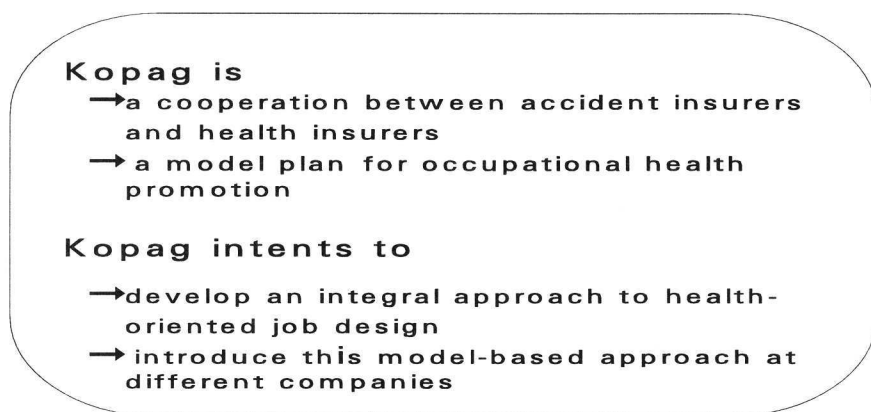 Kopag is
→a cooperation between accident insurers
and health insurers
→ a model plan for occupational health
promotion
Kopag intents to
→develop an integral approach to health-
oriented job design
→ introduce this model-based approach at
different companies